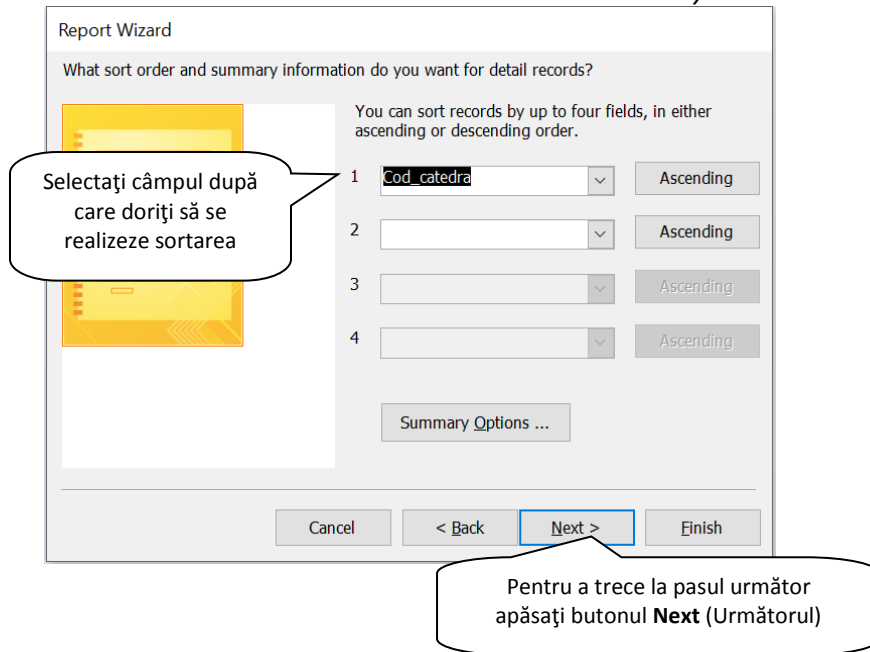 Report Wizard
What sort order and summary information do you want for detail records?
You can sort records by up to four fields, in either
ascending or descending order.
Selectaţi câmpul după
care doriţi să se
realizeze sortarea
1 Cod_catedra Ascending
2 Ascending
3 Ascending
4 Ascending
Summary Options ...
Cancel < Back Next > Finish
Pentru a trece la pasul următor
apăsaţi butonul Next (Următorul)